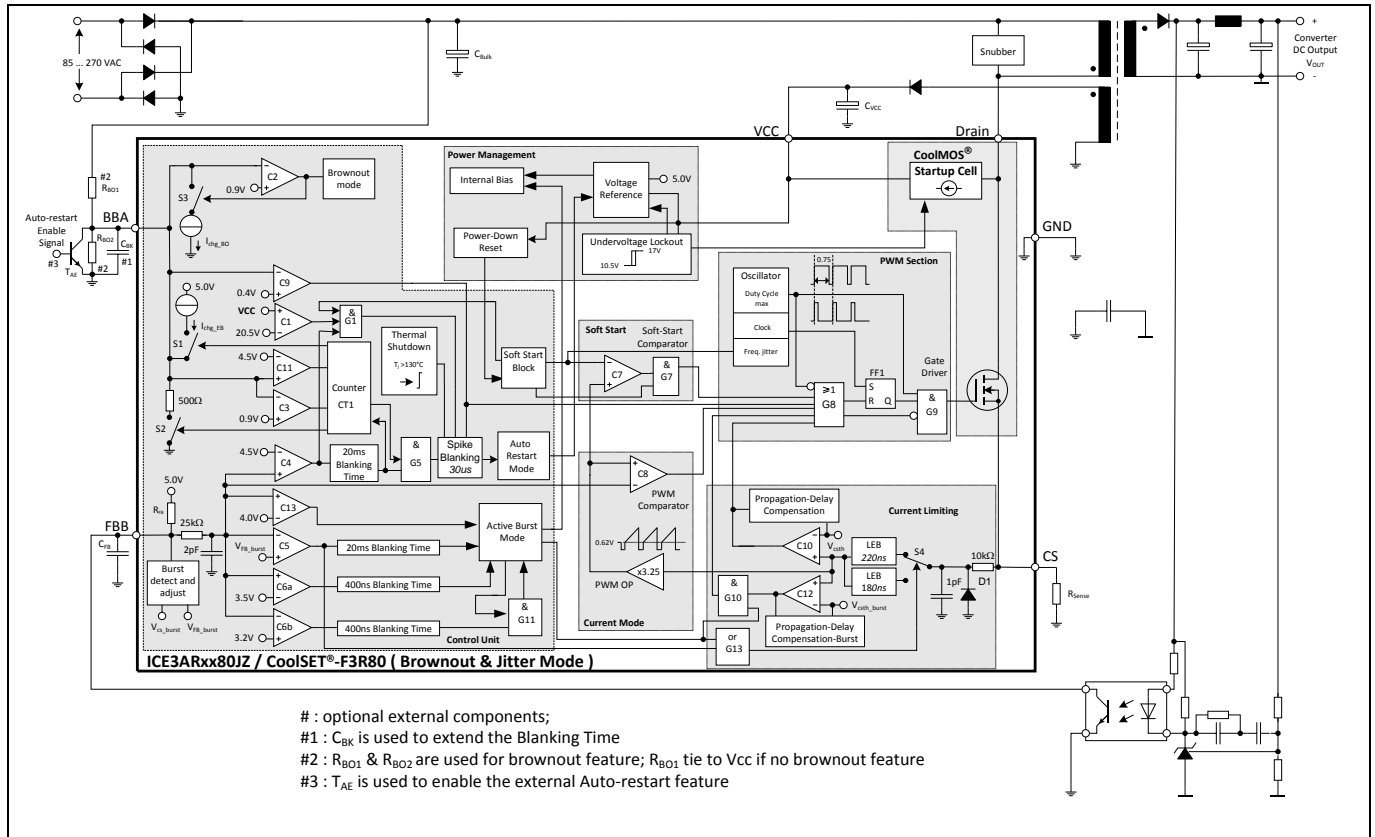 85 ... 270 VAC
C_Bulk
Snubber
+
Converter
DC Output
V_OUT
-
C_VCC
VCC
Drain
#2
R_BO1
BBA
Auto-restart
Enable
Signal
#3
T_AE
R_BO2
#2
C_BK
#1
S3
0.9V
C2
Brownout
mode
I_chg_BO
Power Management
Internal Bias
Voltage
Reference
5.0V
Power-Down
Reset
Undervoltage Lockout
17V
10.5V
CoolMOS®
Startup Cell
GND
C9
0.4V
VCC
C1
20.5V
&
G1
5.0V
I_chg_EB
S1
4.5V
C11
500Ω
C3
0.9V
S2
Counter
CT1
Thermal
Shutdown
T_j >130°C
4.5V
C4
20ms
Blanking
Time
&
G5
Spike
Blanking
30us
Auto
Restart
Mode
Soft Start
Soft-Start
Comparator
Soft Start
Block
C7
&
G7
PWM Section
Oscillator
Duty Cycle
max
Clock
Freq. jitter
0.75
≥1
G8
FF1
S
R
Q
Gate
Driver
&
G9
5.0V
R_FB
FBB
C_FB
25kΩ
2pF
C13
4.0V
V_FB_burst
C5
20ms Blanking Time
Burst
detect and
adjust
V_cs_burst
V_FB_burst
C6a
3.5V
400ns Blanking Time
C6b
3.2V
400ns Blanking Time
Active Burst
Mode
&
G11
Control Unit
C8
PWM
Comparator
0.62V
x3.25
PWM OP
Current Mode
Propagation-Delay
Compensation
Current Limiting
C10
V_csth
LEB
220ns
LEB
180ns
S4
10kΩ
1pF
D1
CS
R_Sense
&
G10
C12
V_csth_burst
Propagation-Delay
Compensation-Burst
or
G13
ICE3ARxx80JZ / CoolSET®-F3R80 ( Brownout & Jitter Mode )
# : optional external components;
#1 : C_BK is used to extend the Blanking Time
#2 : R_BO1 & R_BO2 are used for brownout feature; R_BO1 tie to Vcc if no brownout feature
#3 : T_AE is used to enable the external Auto-restart feature